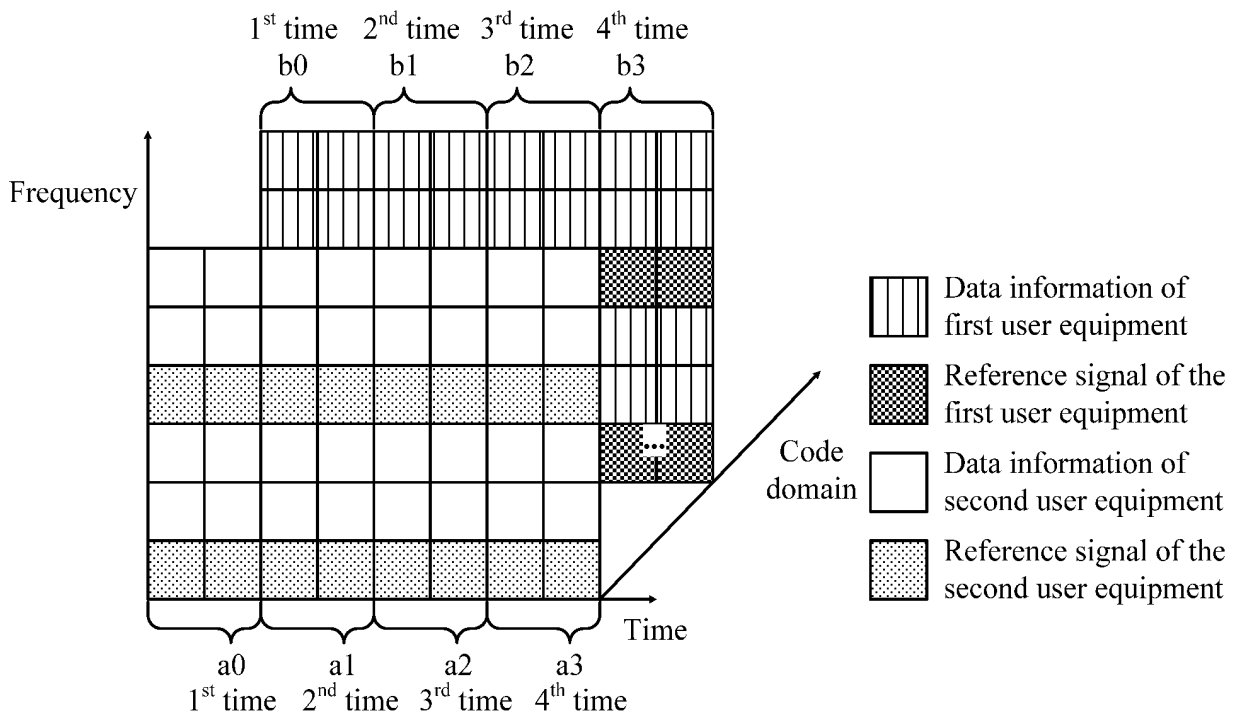 1st time 2nd time 3rd time 4th time
b0 b1 b2 b3
Frequency
Data information of
first user equipment
Reference signal of the
first user equipment
...
Code
domain
Data information of
second user equipment
Reference signal of the
second user equipment
Time
a0 a1 a2 a3
1st time 2nd time 3rd time 4th time